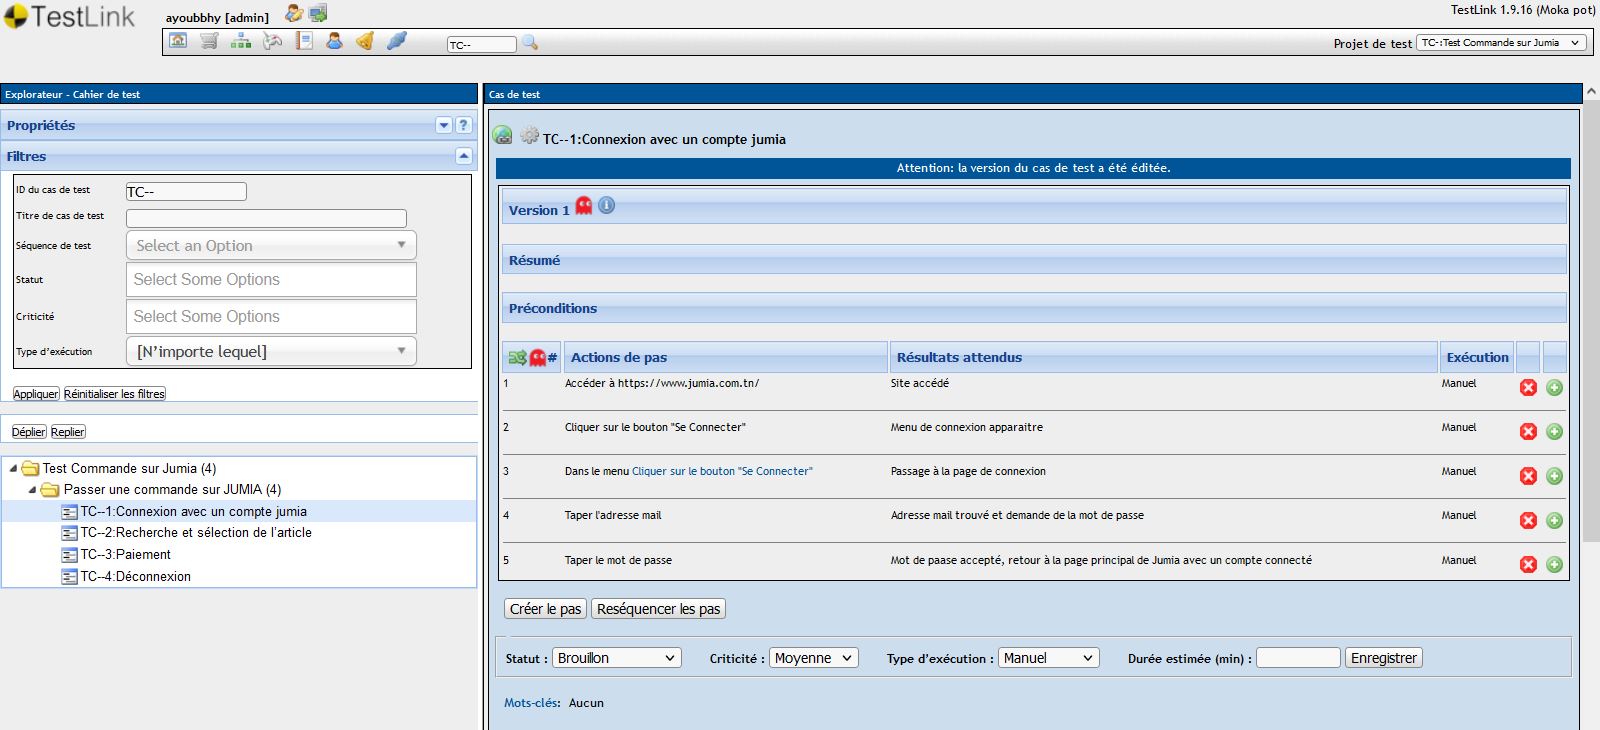 TestLink
ayoubbhy [admin]
TestLink 1.9.16 (Moka pot)
TC--
Projet de test
TC-:Test Commande sur Jumia
Explorateur - Cahier de test
Propriétés
?
Filtres
ID du cas de test
TC--
Titre de cas de test
Séquence de test
Select an Option
Statut
Select Some Options
Criticité
Select Some Options
Type d'exécution
[N'importe lequel]
Appliquer
Réinitialiser les filtres
Déplier
Replier
Test Commande sur Jumia (4)
Passer une commande sur JUMIA (4)
TC--1:Connexion avec un compte jumia
TC--2:Recherche et sélection de l'article
TC--3:Paiement
TC--4:Déconnexion
Cas de test
TC--1:Connexion avec un compte jumia
Attention: la version du cas de test a été éditée.
Version 1
Résumé
Préconditions
# Actions de pas Résultats attendus Exécution
1 Accéder à https://www.jumia.com.tn/ Site accédé Manuel
2 Cliquer sur le bouton "Se Connecter" Menu de connexion apparaitre Manuel
3 Dans le menu Cliquer sur le bouton "Se Connecter" Passage à la page de connexion Manuel
4 Taper l'adresse mail Adresse mail trouvé et demande de la mot de passe Manuel
5 Taper le mot de passe Mot de paase accepté, retour à la page principal de Jumia avec un compte connecté Manuel
Créer le pas
Reséquencer les pas
Statut : Brouillon Criticité : Moyenne Type d'exécution : Manuel Durée estimée (min) : Enregistrer
Mots-clés: Aucun